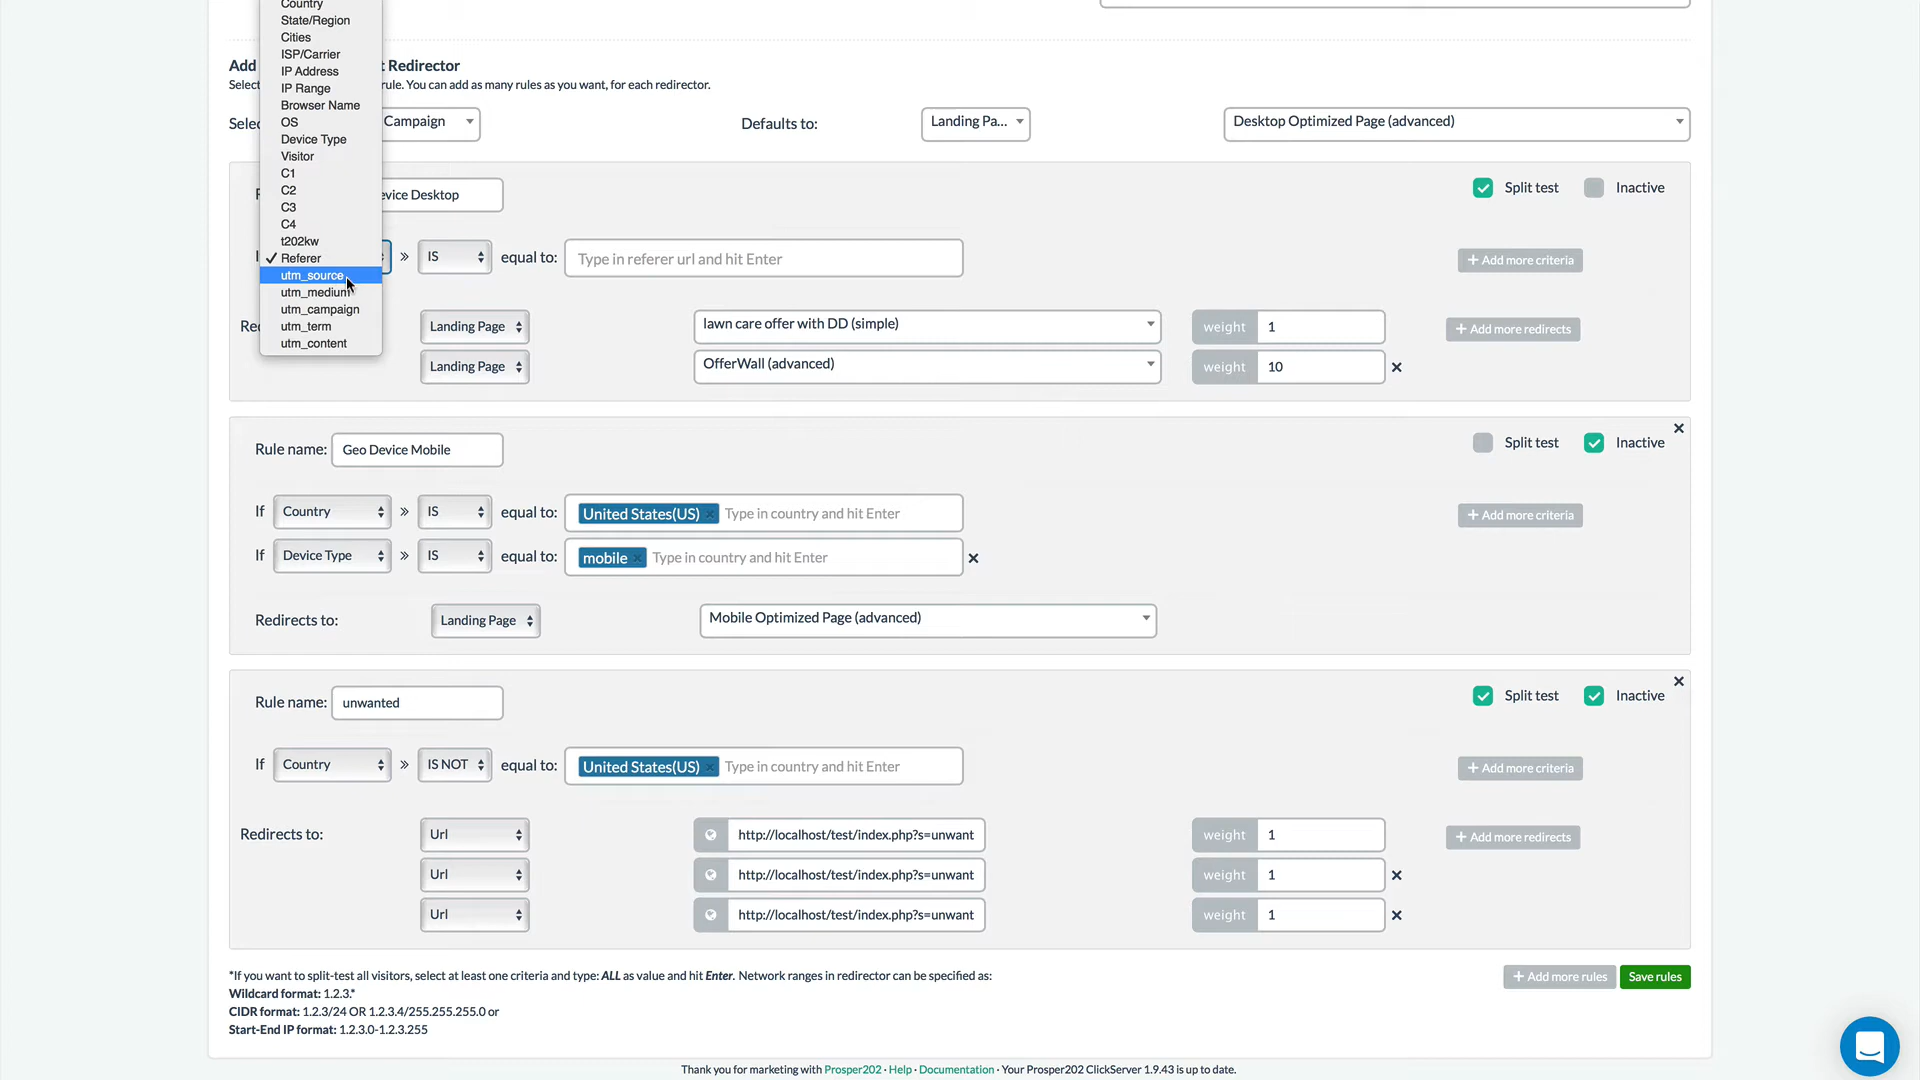 Country
State/Region
Cities
ISP/Carrier
IP Address
IP Range
Browser Name
OS
Device Type
Visitor
C1
C2
C3
C4
t202kw
Referer
utm_source
utm_medium
utm_campaign
utm_term
utm_content
Add t Redirector
Select rule. You can add as many rules as you want, for each redirector.
Campaign Defaults to: Landing Pa... Desktop Optimized Page (advanced)
evice Desktop Split test Inactive
IS equal to: Type in referer url and hit Enter + Add more criteria
Landing Page lawn care offer with DD (simple) weight 1 + Add more redirects
Landing Page OfferWall (advanced) weight 10
Rule name: Geo Device Mobile Split test Inactive
If Country » IS equal to: United States(US) × Type in country and hit Enter + Add more criteria
If Device Type » IS equal to: mobile × Type in country and hit Enter
Redirects to: Landing Page Mobile Optimized Page (advanced)
Rule name: unwanted Split test Inactive
If Country » IS NOT equal to: United States(US) × Type in country and hit Enter + Add more criteria
Redirects to: Url http://localhost/test/index.php?s=unwant weight 1 + Add more redirects
Url http://localhost/test/index.php?s=unwant weight 1
Url http://localhost/test/index.php?s=unwant weight 1
*If you want to split-test all visitors, select at least one criteria and type: ALL as value and hit Enter. Network ranges in redirector can be specified as: + Add more rules Save rules
Wildcard format: 1.2.3.*
CIDR format: 1.2.3/24 OR 1.2.3.4/255.255.255.0 or
Start-End IP format: 1.2.3.0-1.2.3.255
Thank you for marketing with Prosper202 · Help · Documentation · Your Prosper202 ClickServer 1.9.43 is up to date.